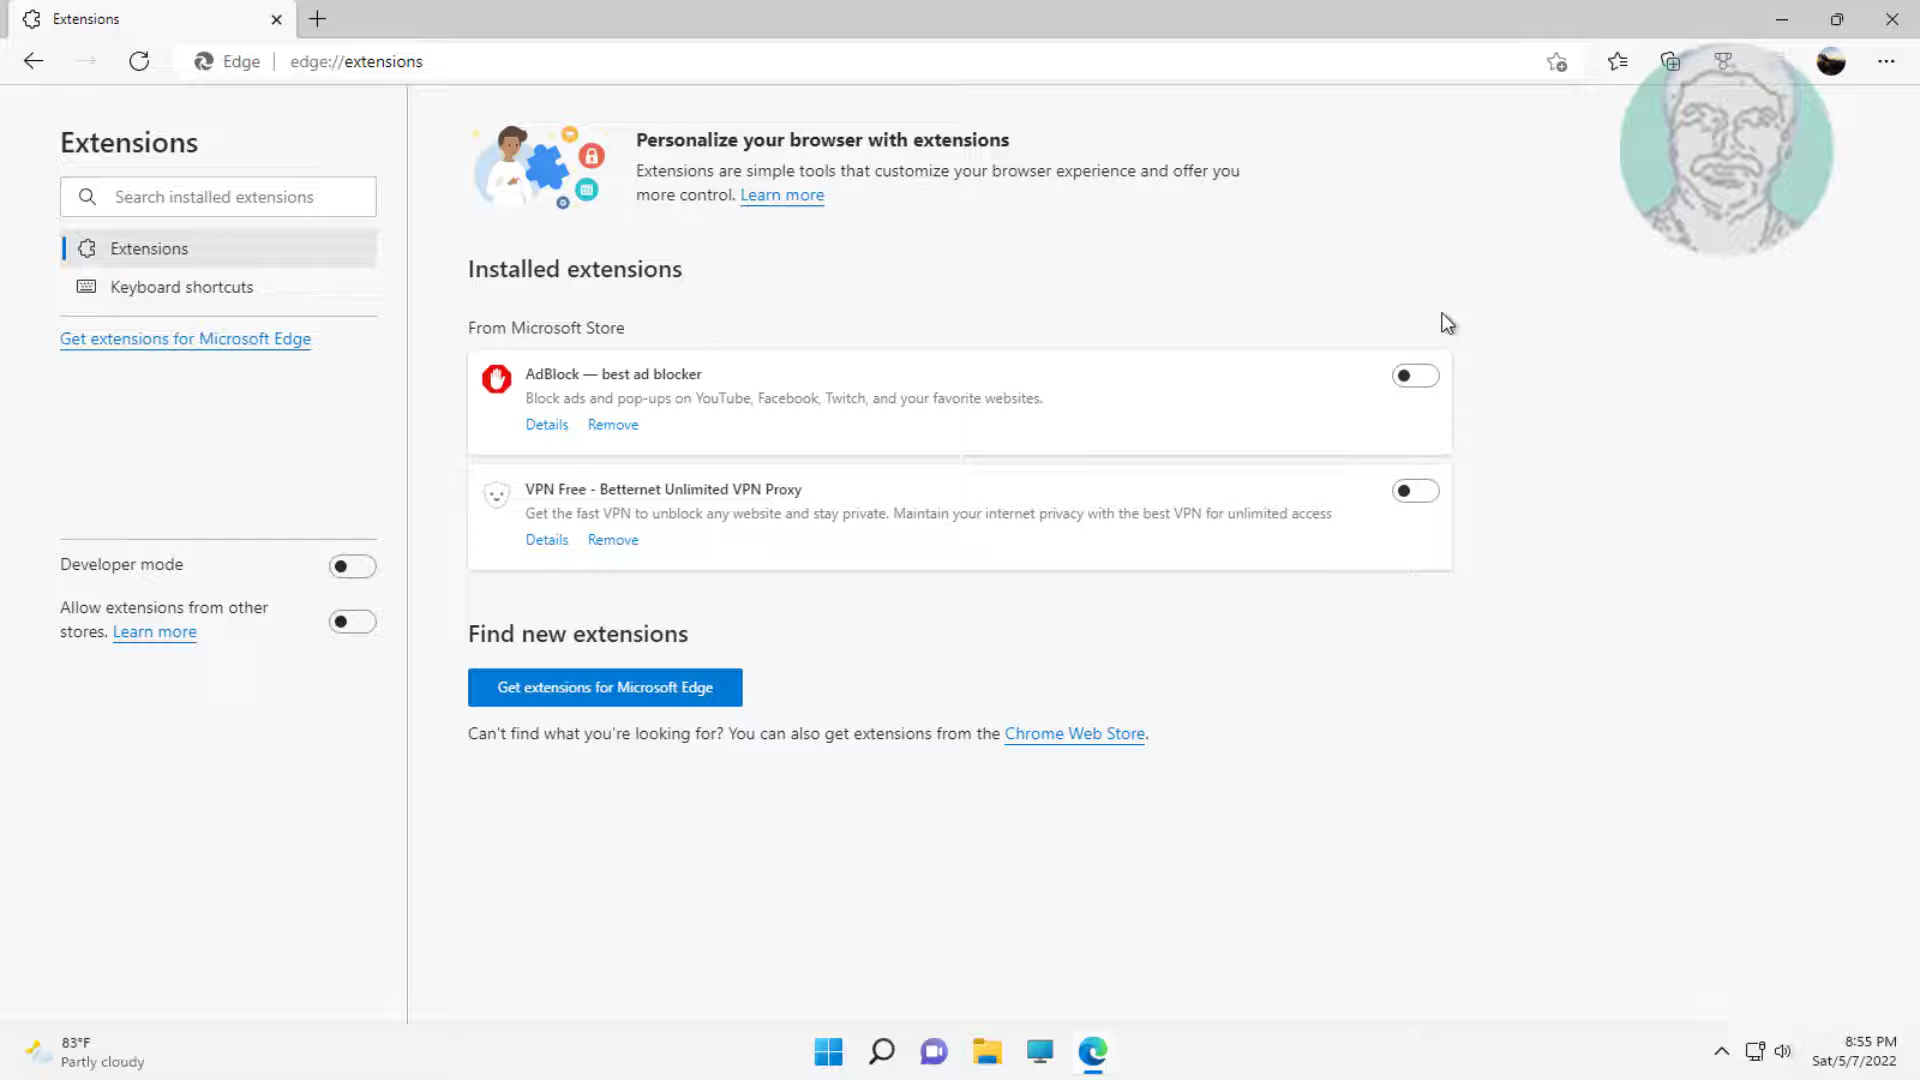 Extensions
Edge
edge://extensions
Extensions
Search installed extensions
Extensions
Keyboard shortcuts
Get extensions for Microsoft Edge
Developer mode
Allow extensions from other
stores. Learn more
Personalize your browser with extensions
Extensions are simple tools that customize your browser experience and offer you
more control. Learn more
Installed extensions
From Microsoft Store
AdBlock — best ad blocker
Block ads and pop-ups on YouTube, Facebook, Twitch, and your favorite websites.
Details Remove
VPN Free - Betternet Unlimited VPN Proxy
Get the fast VPN to unblock any website and stay private. Maintain your internet privacy with the best VPN for unlimited access
Details Remove
Find new extensions
Get extensions for Microsoft Edge
Can't find what you're looking for? You can also get extensions from the Chrome Web Store.
83°F
Partly cloudy
8:55 PM
Sat/5/7/2022